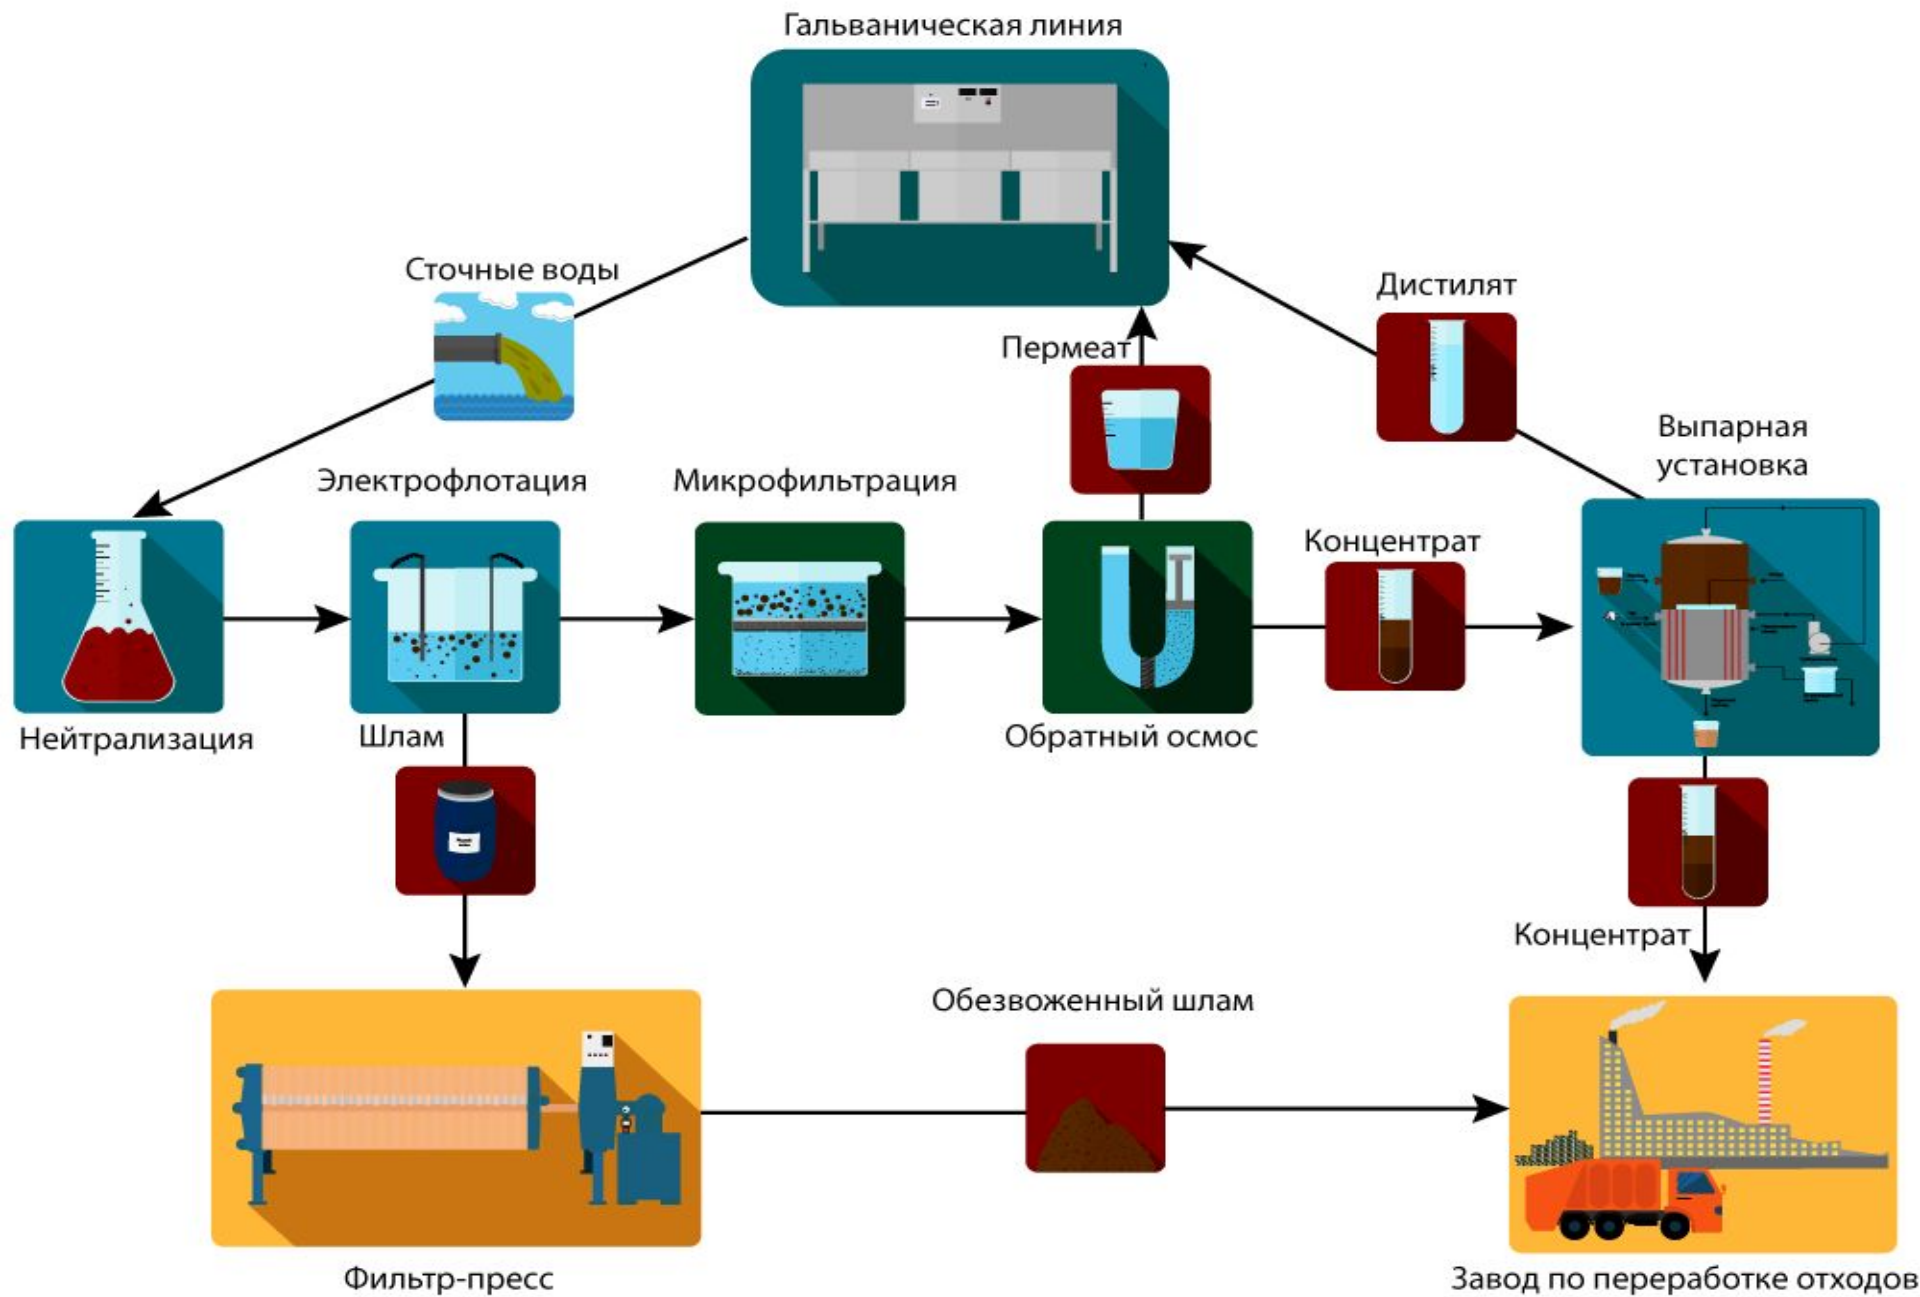 Гальваническая линия
Сточные воды
Дистилят
Пермеат
Выпарная
установка
Электрофлотация
Микрофильтрация
Концентрат
Нейтрализация
Шлам
Обратный осмос
Концентрат
Обезвоженный шлам
Фильтр-пресс
Завод по переработке отходов